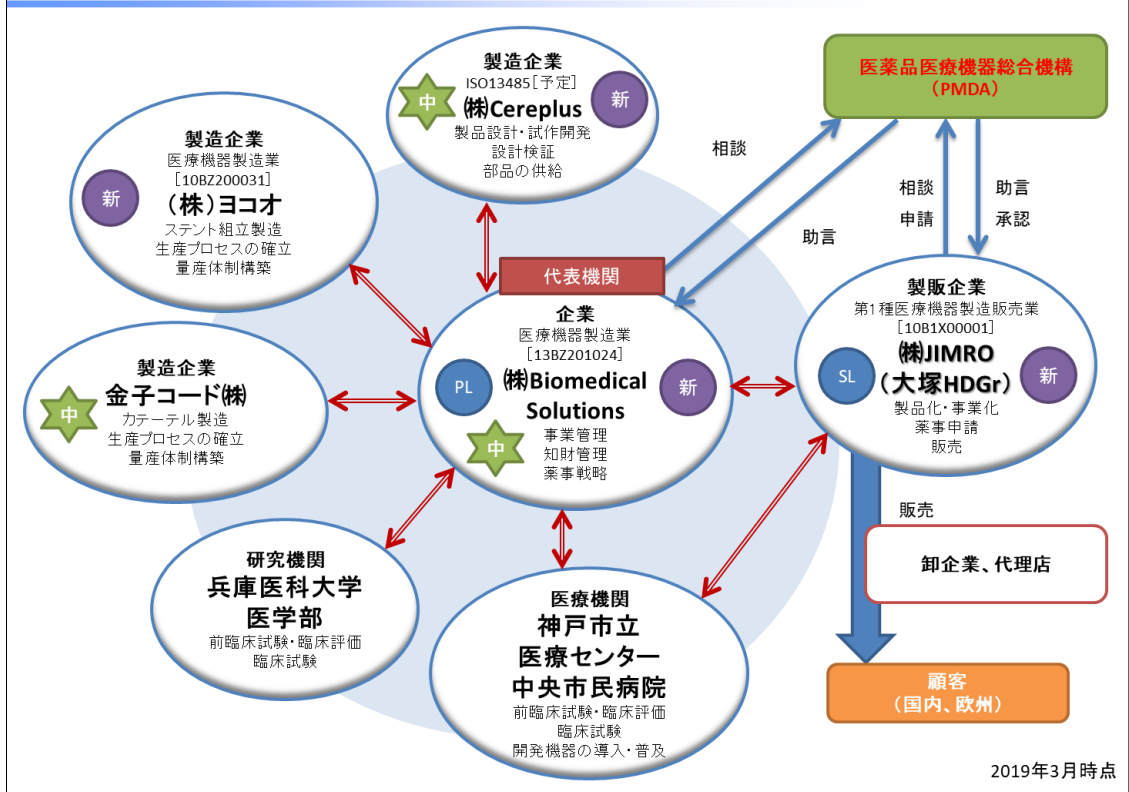 製造企業
ISO13485[予定]
㈱Cereplus
製品設計・試作開発
設計検証
部品の供給
中
新
医薬品医療機器総合機構
（PMDA）
製造企業
医療機器製造業
[10BZ200031]
（株）ヨコオ
ステント組立製造
生産プロセスの確立
量産体制構築
新
相談
助言
相談
申請
助言
承認
代表機関
企業
医療機器製造業
[13BZ201024]
㈱Biomedical
Solutions
事業管理
知財管理
薬事戦略
PL
新
中
製販企業
第1種医療機器製造販売業
[10B1X00001]
㈱JIMRO
（大塚HDGr）
製品化・事業化
薬事申請
販売
SL
新
製造企業
金子コード㈱
カテーテル製造
生産プロセスの確立
量産体制構築
中
販売
卸企業、代理店
研究機関
兵庫医科大学
医学部
前臨床試験・臨床評価
臨床試験
医療機関
神戸市立
医療センター
中央市民病院
前臨床試験・臨床評価
臨床試験
開発機器の導入・普及
顧客
（国内、欧州）
2019年3月時点